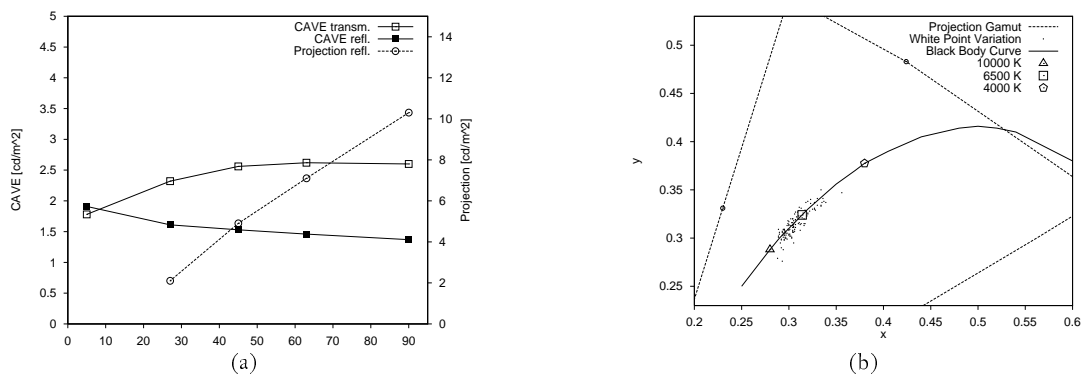 CAVE transm.
CAVE refl.
Projection refl.
CAVE [cd/m^2]
5
4.5
4
3.5
3
2.5
2
1.5
1
0.5
0
0 10 20 30 40 50 60 70 80 90
14
12
10
8
6
4
2
0
Projection [cd/m^2]
(a)
Projection Gamut
White Point Variation
Black Body Curve
10000 K
6500 K
4000 K
y
0.5
0.45
0.4
0.35
0.3
0.25
0.2 0.25 0.3 0.35 0.4 0.45 0.5 0.55 0.6
x
(b)